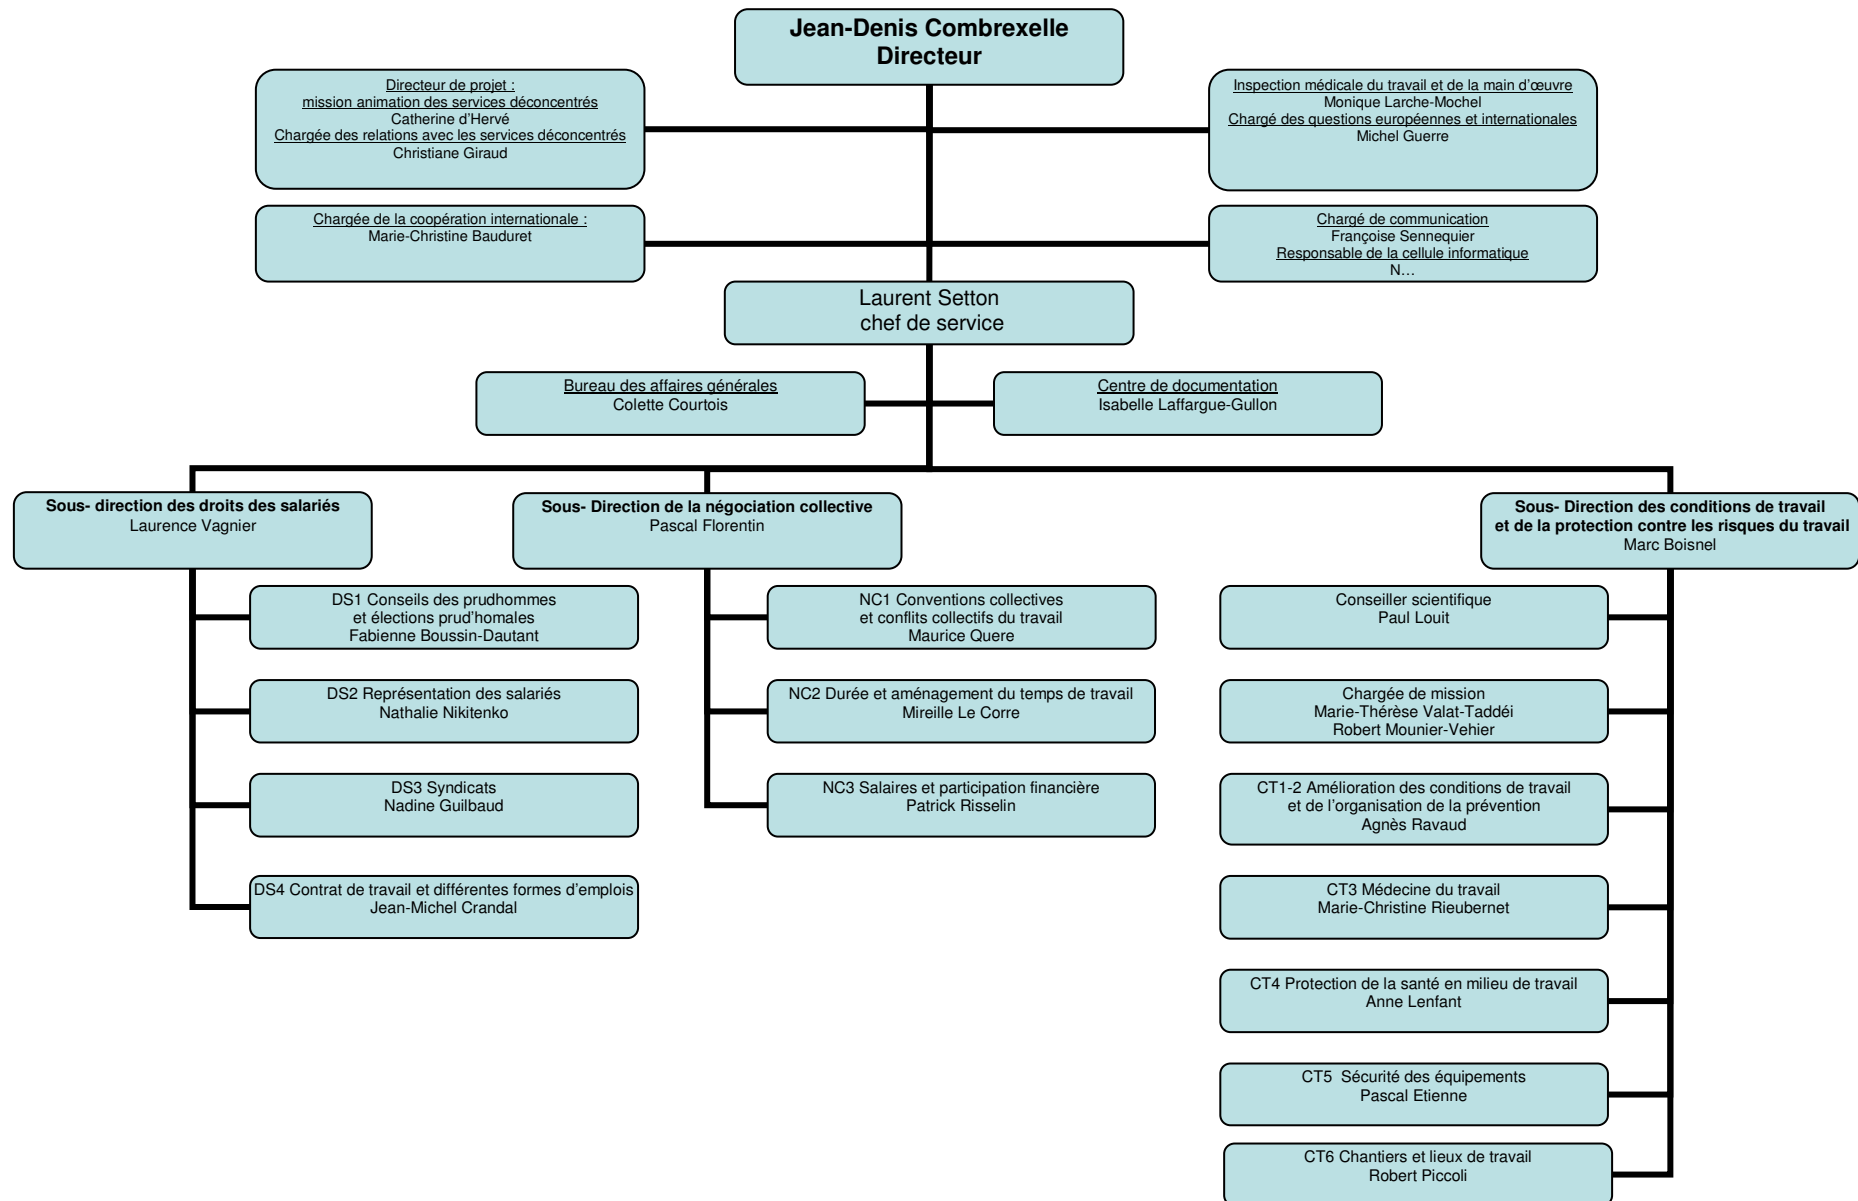 Jean-Denis Combrexelle
Directeur
Directeur de projet :
mission animation des services déconcentrés
Catherine d’Hervé
Chargée des relations avec les services déconcentrés
Christiane Giraud
Inspection médicale du travail et de la main d’œuvre
Monique Larche-Mochel
Chargé des questions européennes et internationales
Michel Guerre
Chargée de la coopération internationale :
Marie-Christine Bauduret
Chargé de communication
Françoise Sennequier
Responsable de la cellule informatique
N…
Laurent Setton
chef de service
Bureau des affaires générales
Colette Courtois
Centre de documentation
Isabelle Laffargue-Gullon
Sous- direction des droits des salariés
Laurence Vagnier
Sous- Direction de la négociation collective
Pascal Florentin
Sous- Direction des conditions de travail
et de la protection contre les risques du travail
Marc Boisnel
DS1 Conseils des prudhommes
et élections prud’homales
Fabienne Boussin-Dautant
DS2 Représentation des salariés
Nathalie Nikitenko
DS3 Syndicats
Nadine Guilbaud
DS4 Contrat de travail et différentes formes d’emplois
Jean-Michel Crandal
NC1 Conventions collectives
et conflits collectifs du travail
Maurice Quere
NC2 Durée et aménagement du temps de travail
Mireille Le Corre
NC3 Salaires et participation financière
Patrick Risselin
Conseiller scientifique
Paul Louit
Chargée de mission
Marie-Thérèse Valat-Taddéi
Robert Mounier-Vehier
CT1-2 Amélioration des conditions de travail
et de l’organisation de la prévention
Agnès Ravaud
CT3 Médecine du travail
Marie-Christine Rieubernet
CT4 Protection de la santé en milieu de travail
Anne Lenfant
CT5 Sécurité des équipements
Pascal Etienne
CT6 Chantiers et lieux de travail
Robert Piccoli